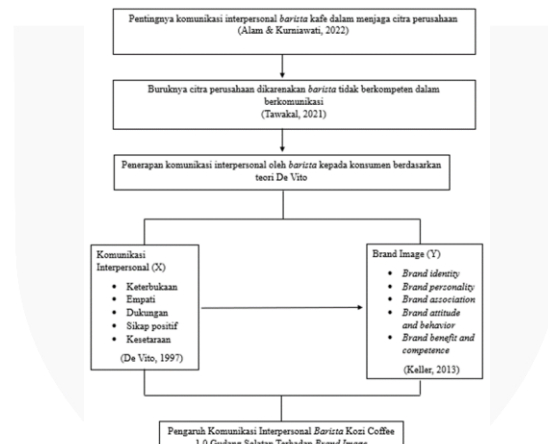 Pentingnya komunikasi interpersonal barista kafe dalam menjaga citra perusahaan
(Alam & Kurniawati, 2022)
Buruknya citra perusahaan dikarenakan barista tidak berkompeten dalam
berkomunikasi
(Tawakal, 2021)
Penerapan komunikasi interpersonal oleh barista kepada konsumen berdasarkan
teori De Vito
Komunikasi
Interpersonal (X)
• Keterbukaan
• Empati
• Dukungan
• Sikap positif
• Kesetaraan
(De Vito, 1997)
Brand Image (Y)
• Brand identity
• Brand personality
• Brand association
• Brand attitude
and behavior
• Brand benefit and
competence
(Keller, 2013)
Pengaruh Komunikasi Interpersonal Barista Kozi Coffee
1.0 Gudang Selatan Terhadap Brand Image